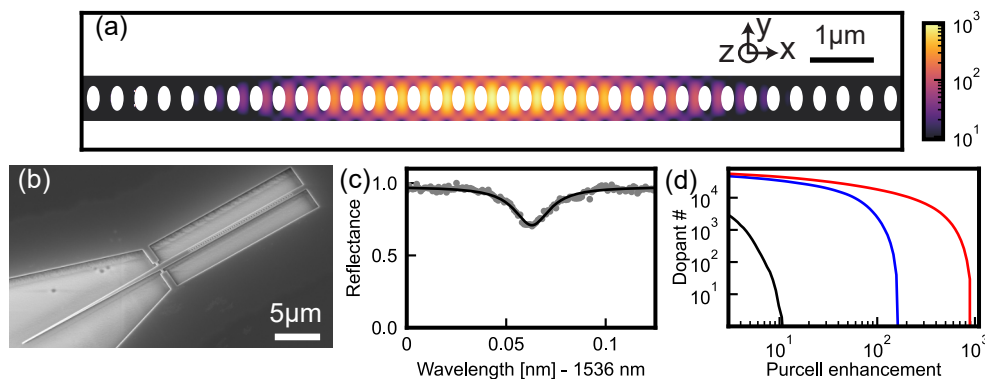 (a)
y
z x
1μm
10³
10²
10¹
(b)
5μm
(c)
1.0
0.5
0.0
Reflectance
0 0.05 0.1
Wavelength [nm] - 1536 nm
(d)
Dopant #
10⁴
10³
10²
10¹
10¹ 10² 10³
Purcell enhancement